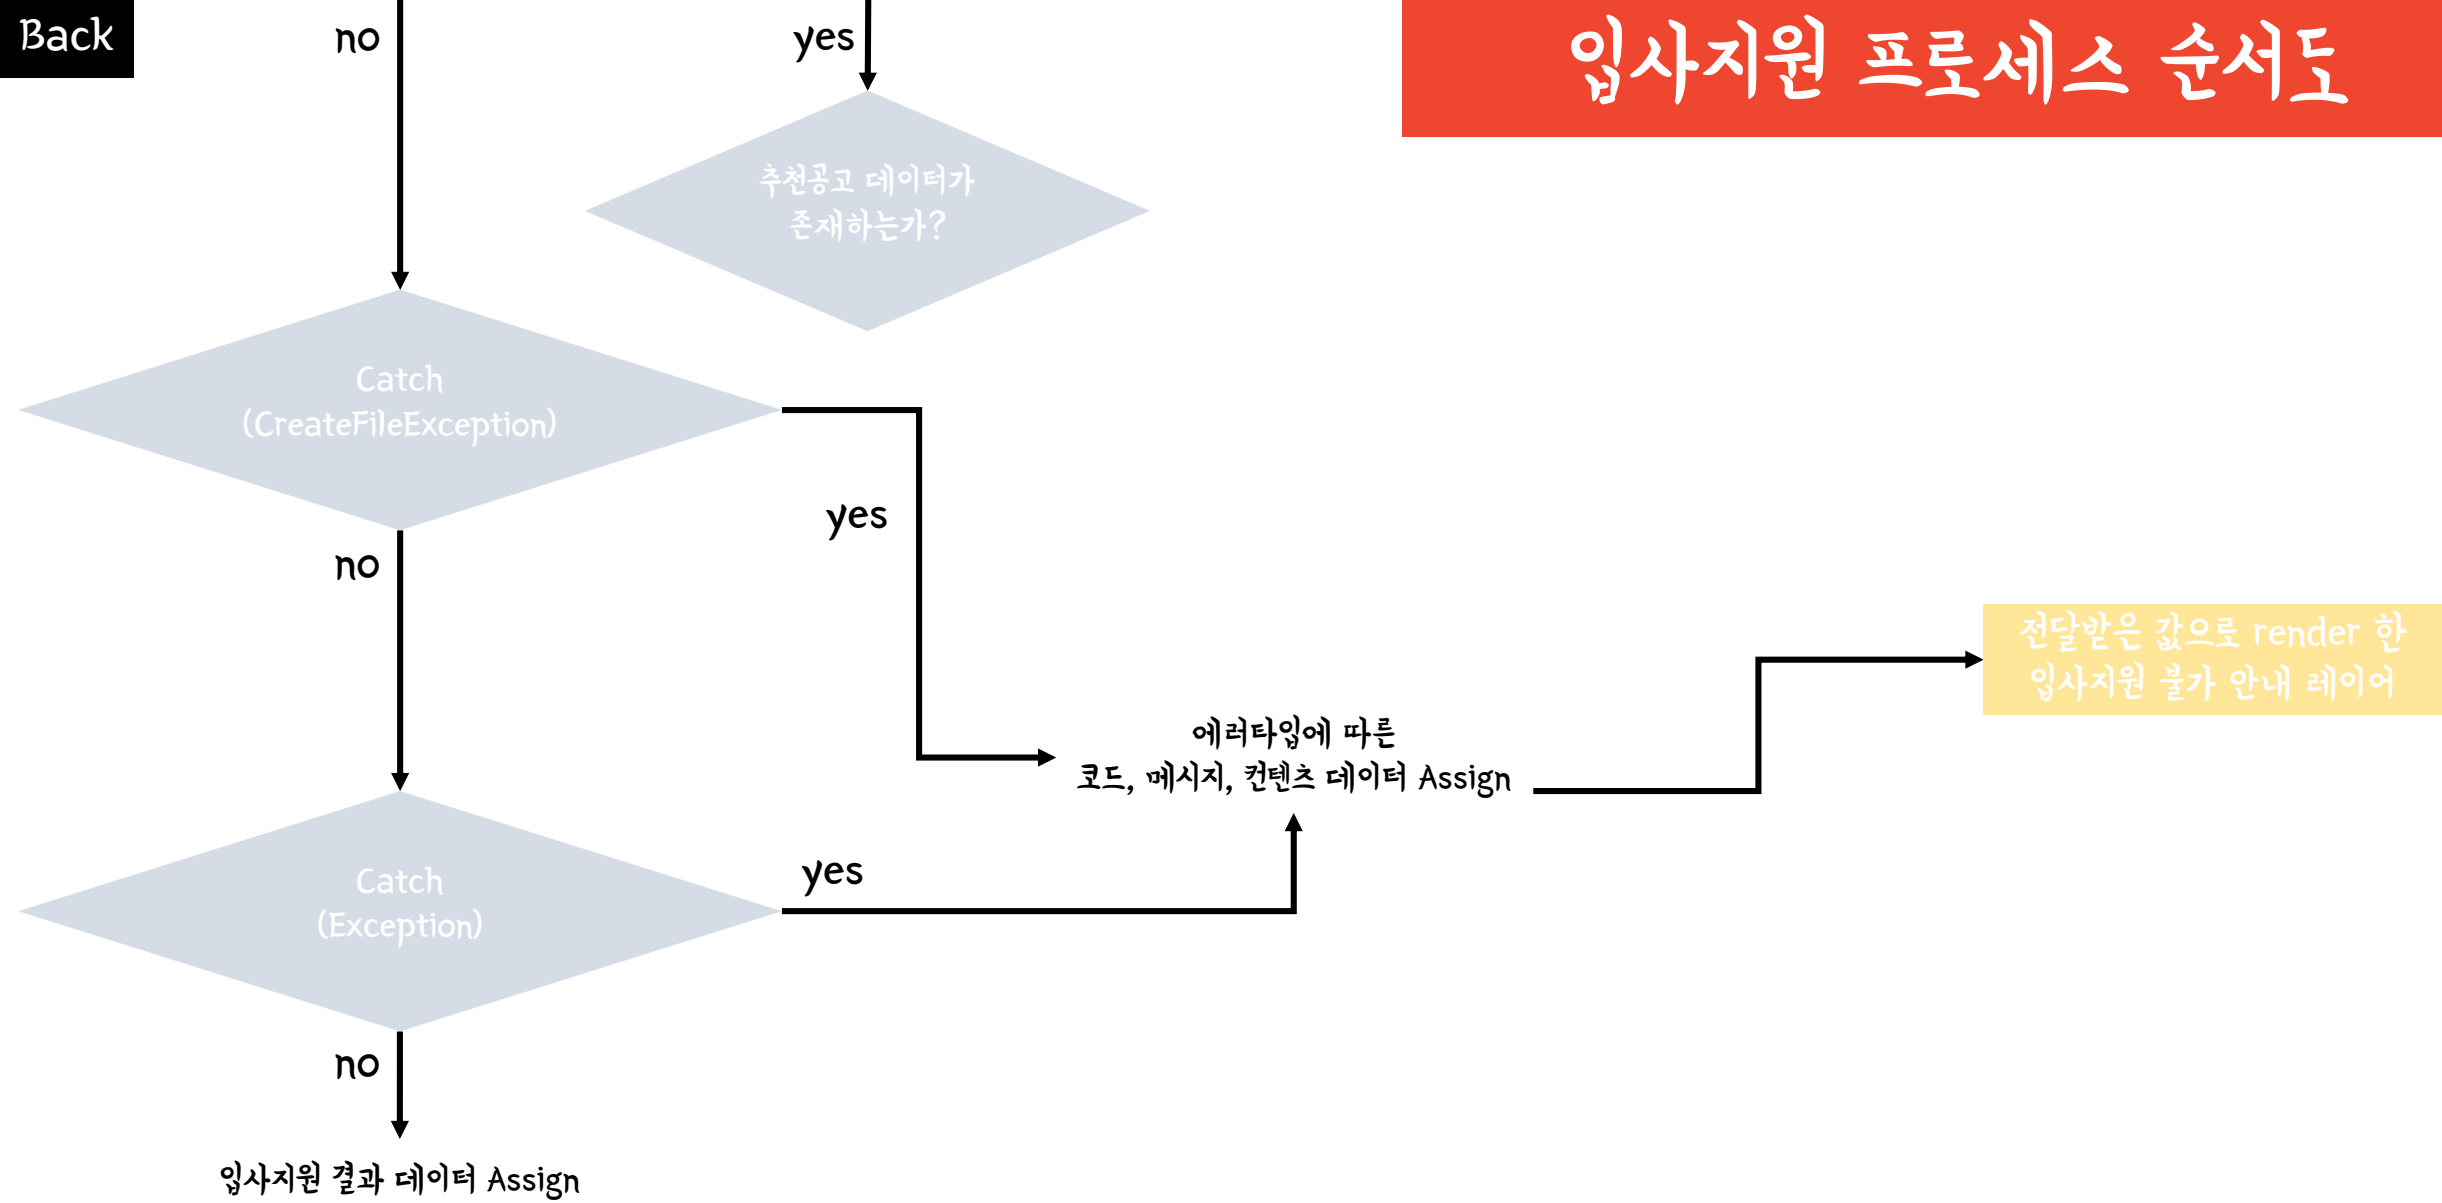 Back
no
yes
입사지원 프로세스 순서도
추천공고 데이터가
존재하는가?
Catch
(CreateFileException)
yes
no
전달받은 값으로 render 한
입사지원 불가 안내 레이어
에러타입에 따른
코드, 메시지, 컨텐츠 데이터 Assign
Catch
(Exception)
yes
no
입사지원 결과 데이터 Assign